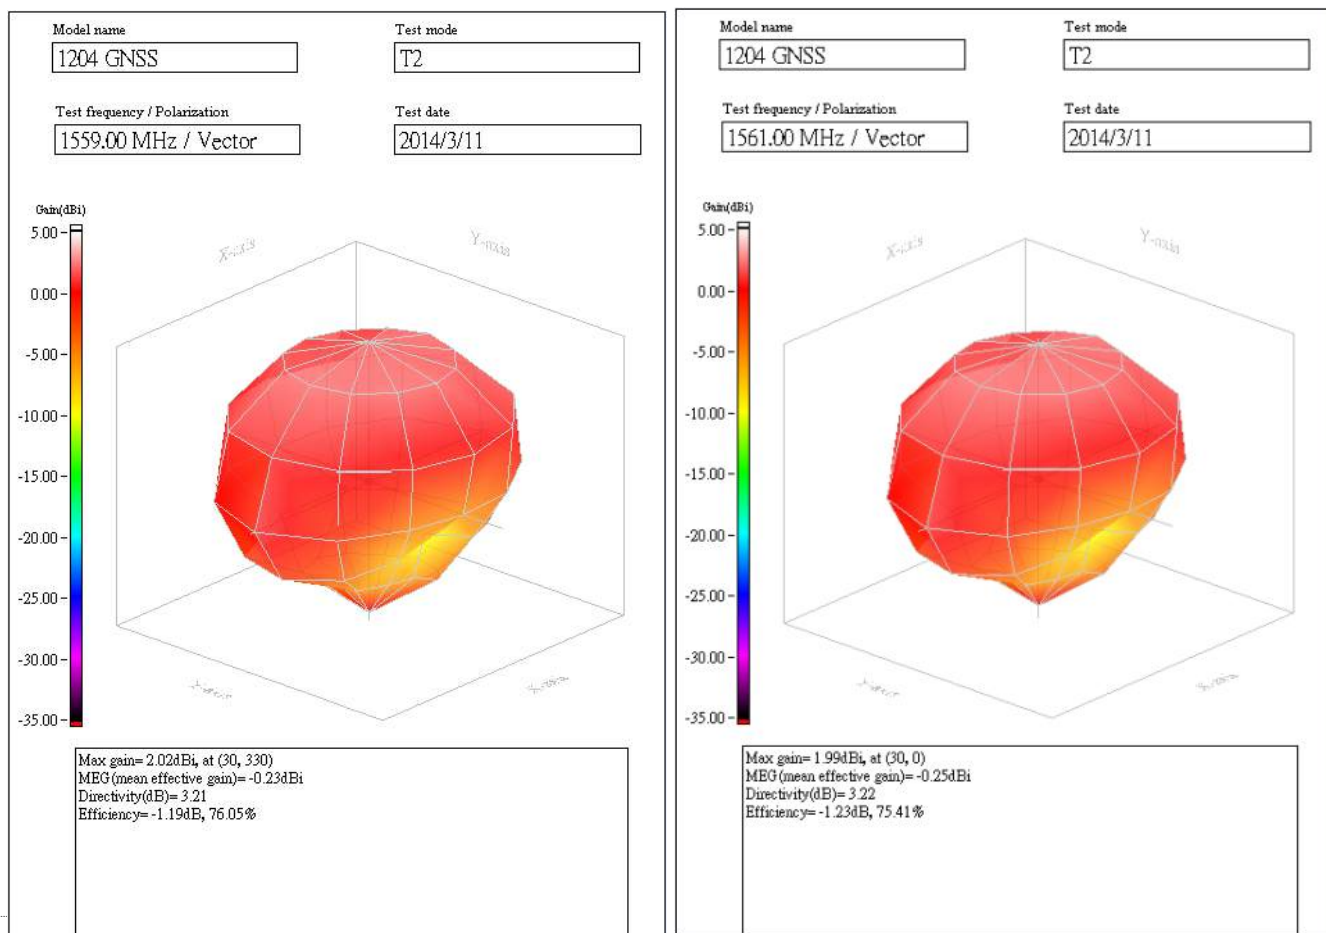 Model name
1204 GNSS
Test mode
T2
Test frequency / Polarization
1559.00 MHz / Vector
Test date
2014/3/11
Gain(dBi)
5.00
0.00
-5.00
-10.00
-15.00
-20.00
-25.00
-30.00
-35.00
X-axis
Y-axis
Max gain= 2.02dBi, at (30, 330)
MEG(mean effective gain)= -0.23dBi
Directivity(dB)= 3.21
Efficiency= -1.19dB, 76.05%
Model name
1204 GNSS
Test mode
T2
Test frequency / Polarization
1561.00 MHz / Vector
Test date
2014/3/11
Gain(dBi)
5.00
0.00
-5.00
-10.00
-15.00
-20.00
-25.00
-30.00
-35.00
X-axis
Y-axis
Max gain= 1.99dBi, at (30, 0)
MEG(mean effective gain)= -0.25dBi
Directivity(dB)= 3.22
Efficiency= -1.23dB, 75.41%